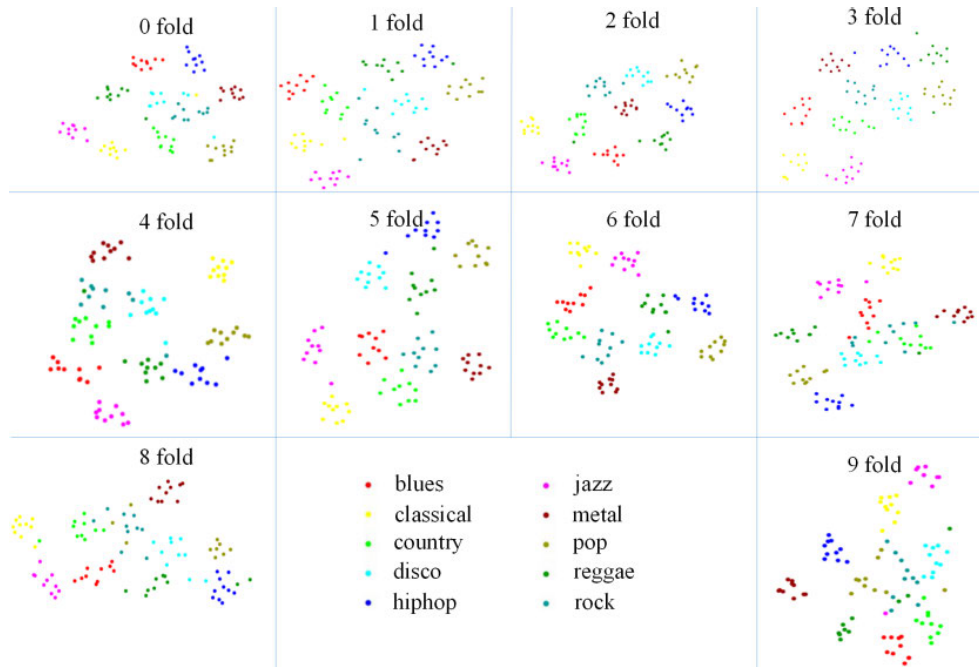 0 fold
1 fold
2 fold
3 fold
4 fold
5 fold
6 fold
7 fold
8 fold
9 fold
blues
classical
country
disco
hiphop
jazz
metal
pop
reggae
rock